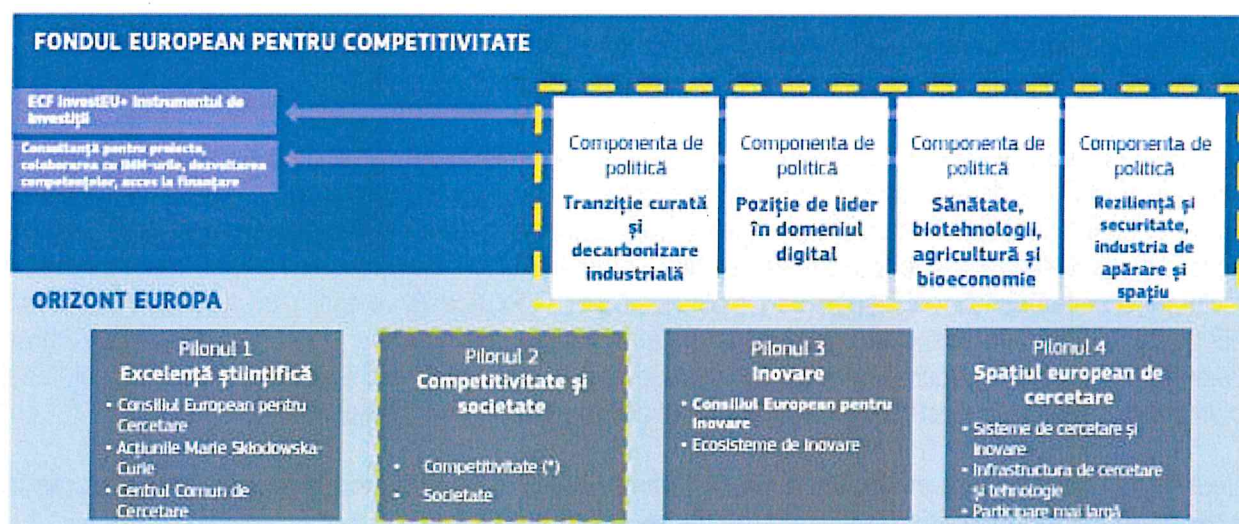 FONDUL EUROPEAN PENTRU COMPETITIVITATE
ECF InvestEU+ Instrumentul de
investiții
Consultanță pentru proiecte,
colaborarea cu IMM-urile, dezvoltarea
competențelor, acces la finanțare
Componenta de
politică
Tranziție curată
și
decarbonizare
industrială
Componenta de
politică
Poziție de lider
în domeniul
digital
Componenta de
politică
Sănătate,
biotehnologii,
agricultură și
bioeconomie
Componenta de
politică
Reziliență și
securitate,
industria de
apărare și
spațiu
ORIZONT EUROPA
Pilonul 1
Excelență științifică
• Consiliul European pentru
Cercetare
• Acțiunile Marie Skłodowska-
Curie
• Centrul Comun de
Cercetare
Pilonul 2
Competitivitate și
societate
• Competitivitate (*)
• Societate
Pilonul 3
Inovare
• Consiliul European pentru
Inovare
• Ecosisteme de inovare
Pilonul 4
Spațiul european de
cercetare
• Sisteme de cercetare și
inovare
• Infrastructura de cercetare
și tehnologie
• Participare mai largă